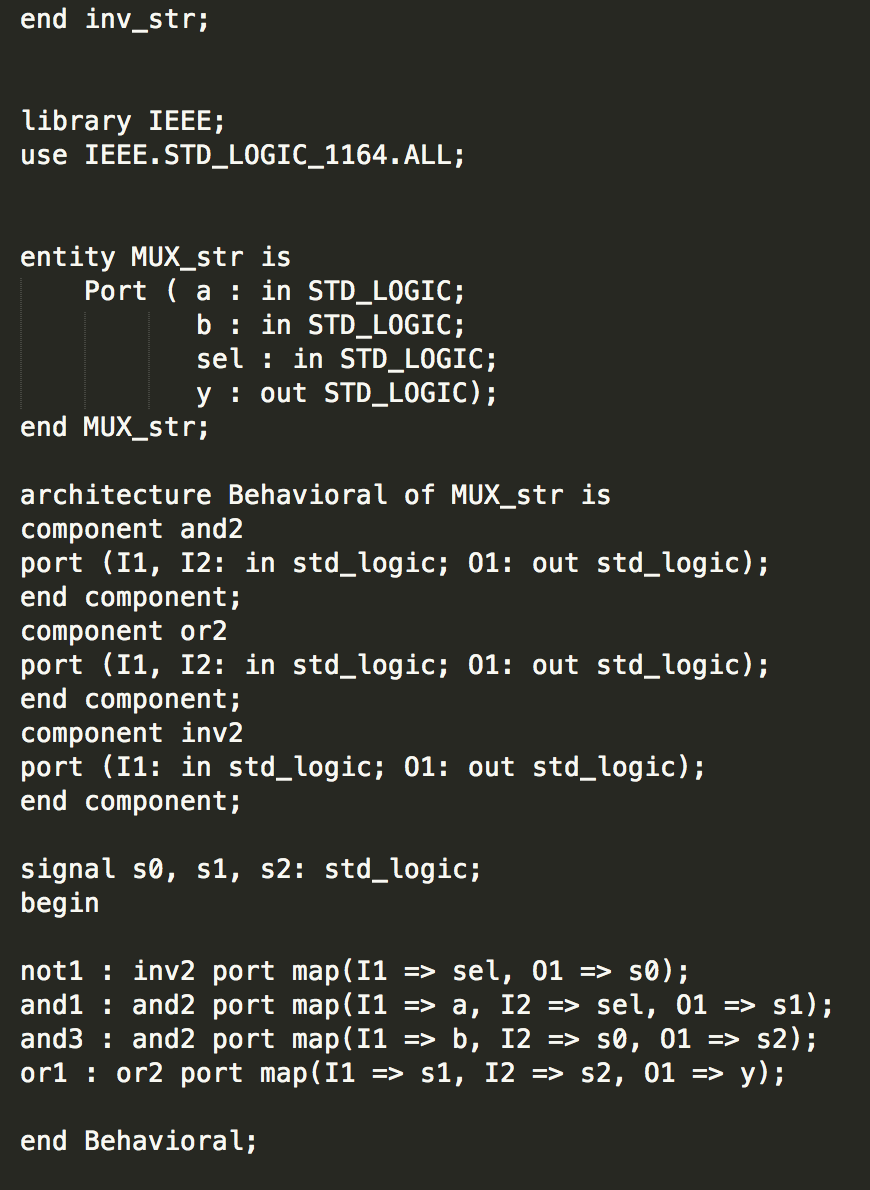 end inv_str;
library IEEE;
use IEEE.STD_LOGIC_1164.ALL;
entity MUX_str is
Port ( a : in STD_LOGIC;
b : in STD_LOGIC;
sel : in STD_LOGIC;
y : out STD_LOGIC);
end MUX_str;
architecture Behavioral of MUX_str is
component and2
port (I1, I2: in std_logic; O1: out std_logic);
end component;
component or2
port (I1, I2: in std_logic; O1: out std_logic);
end component;
component inv2
port (I1: in std_logic; O1: out std_logic);
end component;
signal s0, s1, s2: std_logic;
begin
not1 : inv2 port map(I1 => sel, O1 => s0);
and1 : and2 port map(I1 => a, I2 => sel, O1 => s1);
and3 : and2 port map(I1 => b, I2 => s0, O1 => s2);
or1 : or2 port map(I1 => s1, I2 => s2, O1 => y);
end Behavioral;